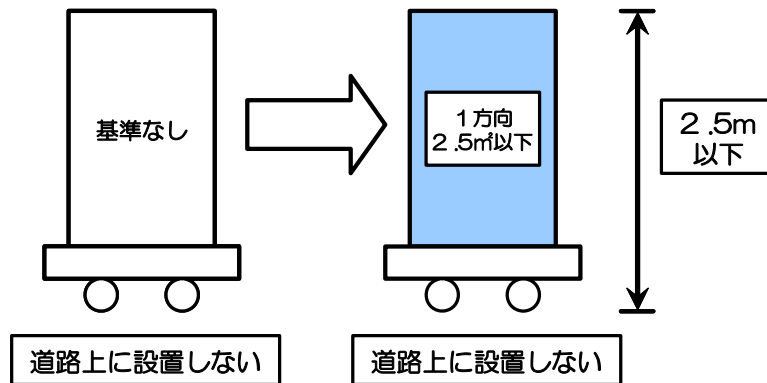 基準なし
1方向
2.5㎡以下
2.5m
以下
道路上に設置しない
道路上に設置しない